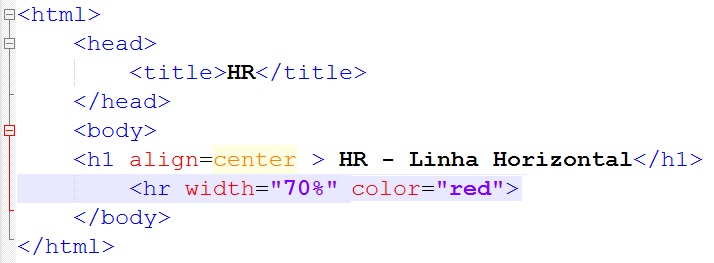 <html>
<head>
<title>HR</title>
</head>
<body>
<h1 align=center > HR - Linha Horizontal</h1>
<hr width="70%" color="red">
</body>
</html>